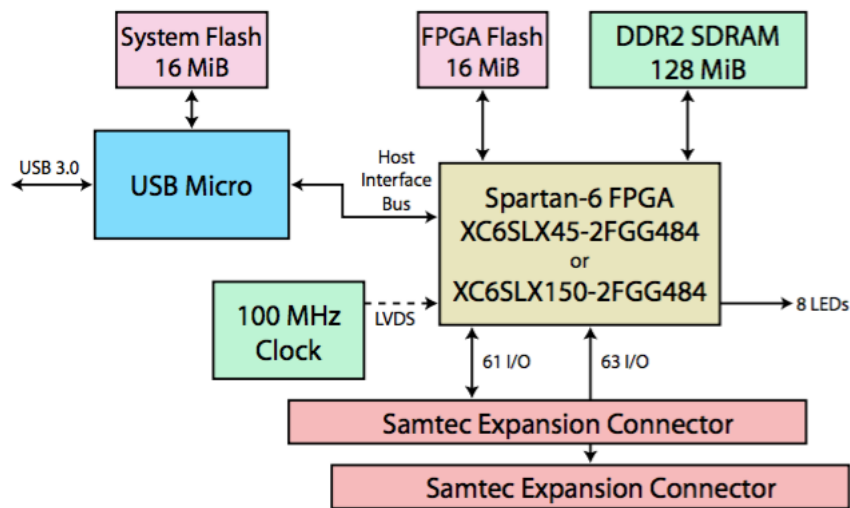 System Flash
16 MiB
FPGA Flash
16 MiB
DDR2 SDRAM
128 MiB
USB 3.0
USB Micro
Host
Interface
Bus
Spartan-6 FPGA
XC6SLX45-2FGG484
or
XC6SLX150-2FGG484
100 MHz
Clock
LVDS
8 LEDs
61 I/O
63 I/O
Samtec Expansion Connector
Samtec Expansion Connector